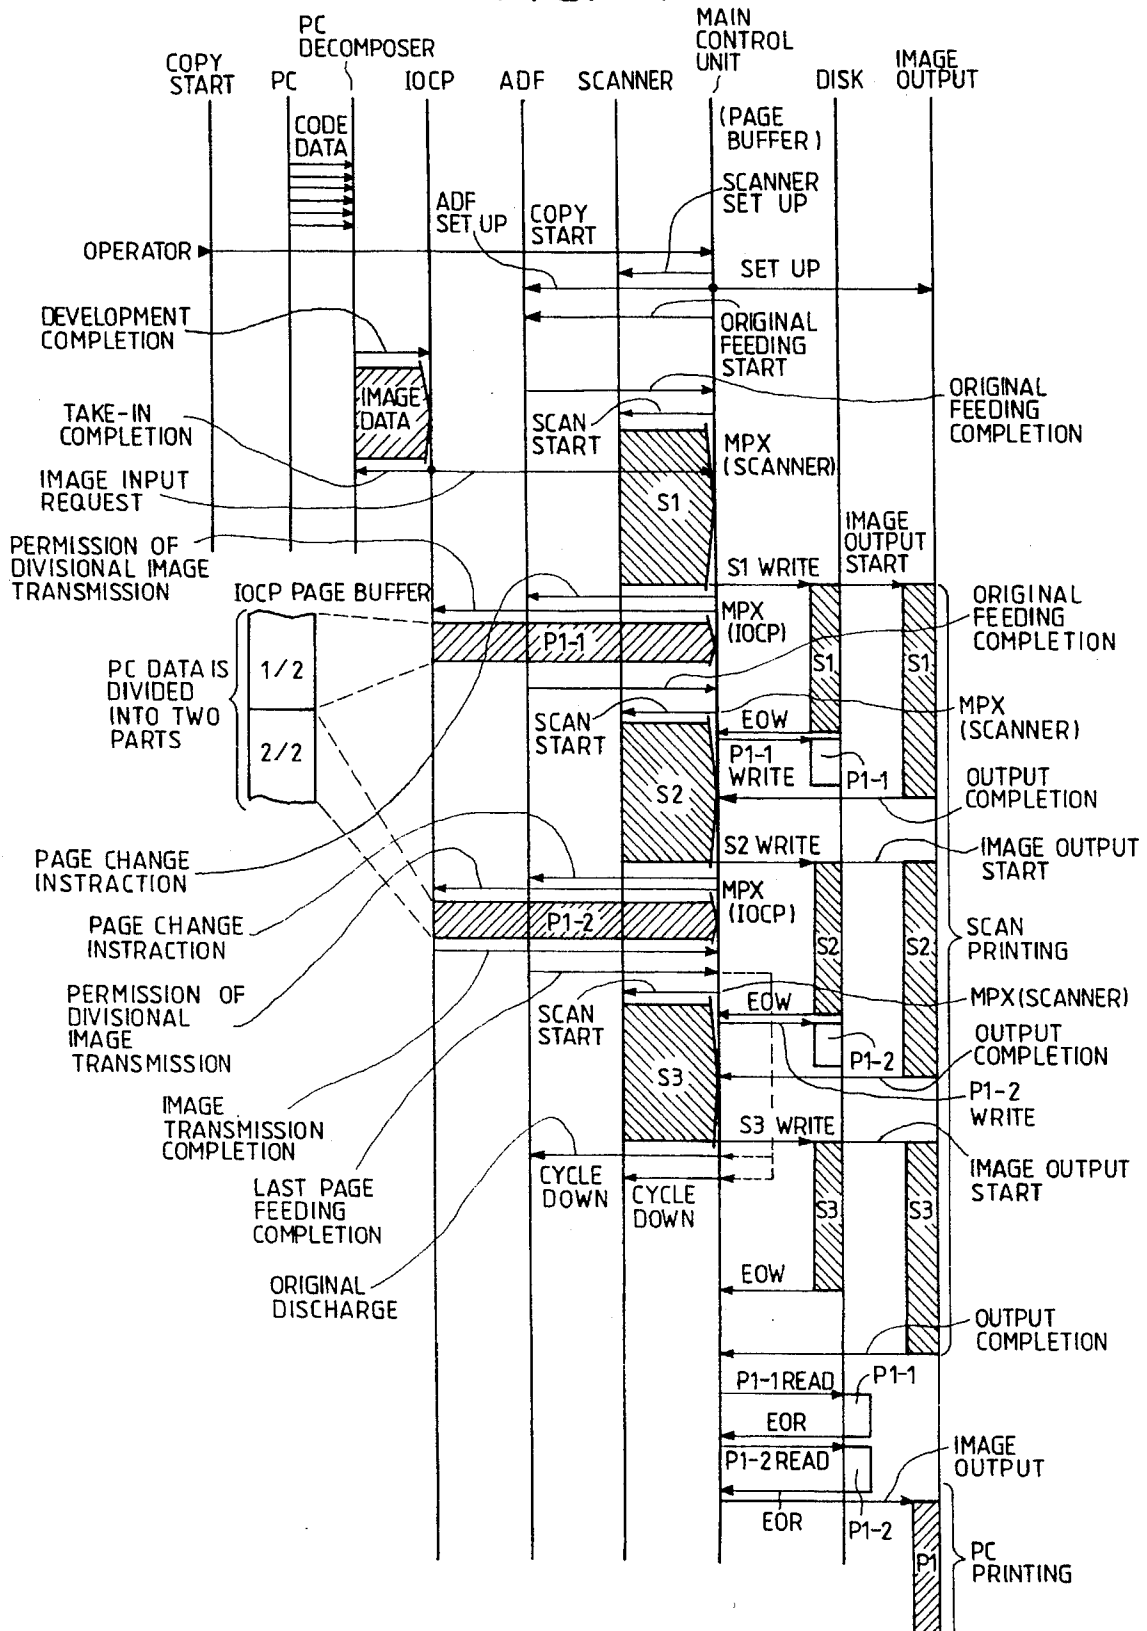 COPY
START
PC
PC
DECOMPOSER
IOCP
ADF
SCANNER
MAIN
CONTROL
UNIT
DISK
IMAGE
OUTPUT
(PAGE
BUFFER)
CODE
DATA
SCANNER
SET UP
ADF
SET UP
COPY
START
OPERATOR
SET UP
DEVELOPMENT
COMPLETION
ORIGINAL
FEEDING
START
IMAGE
DATA
ORIGINAL
FEEDING
COMPLETION
TAKE-IN
COMPLETION
SCAN
START
MPX
(SCANNER)
IMAGE INPUT
REQUEST
S1
IMAGE
OUTPUT
START
PERMISSION OF
DIVISIONAL IMAGE
TRANSMISSION
S1 WRITE
IOCP PAGE BUFFER
MPX
(IOCP)
ORIGINAL
FEEDING
COMPLETION
P1-1
S1
S1
1/2
PC DATA IS
DIVIDED
INTO TWO
PARTS
2/2
SCAN
START
EOW
MPX
(SCANNER)
P1-1
WRITE
P1-1
S2
OUTPUT
COMPLETION
S2 WRITE
IMAGE OUTPUT
START
PAGE CHANGE
INSTRACTION
MPX
(IOCP)
PAGE CHANGE
INSTRACTION
P1-2
S2
S2
SCAN
PRINTING
PERMISSION OF
DIVISIONAL
IMAGE
TRANSMISSION
SCAN
START
EOW
MPX(SCANNER)
P1-2
OUTPUT
COMPLETION
S3
P1-2
WRITE
IMAGE
TRANSMISSION
COMPLETION
S3 WRITE
IMAGE OUTPUT
START
LAST PAGE
FEEDING
COMPLETION
CYCLE
DOWN
CYCLE
DOWN
S3
S3
ORIGINAL
DISCHARGE
EOW
OUTPUT
COMPLETION
P1-1 READ
P1-1
EOR
P1-2 READ
IMAGE
OUTPUT
EOR
P1-2
P1
PC
PRINTING